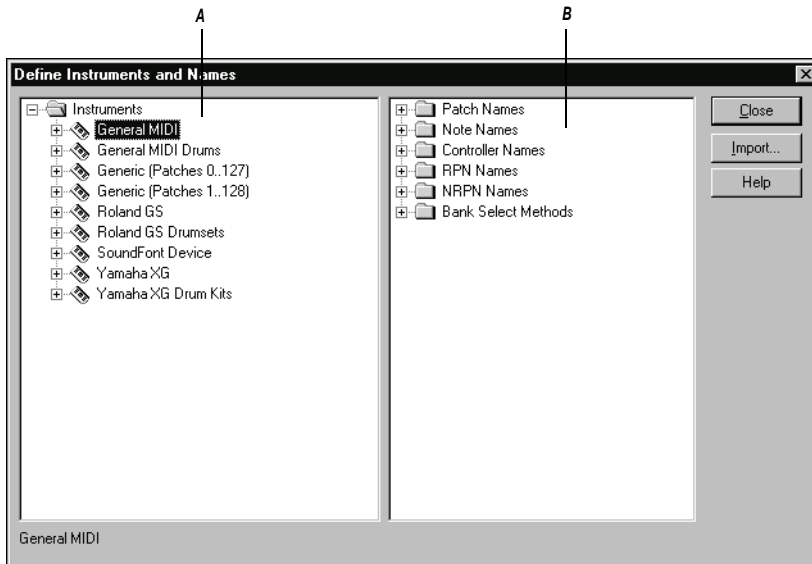 A
B
Define Instruments and Names
Instruments
General MIDI
General MIDI Drums
Generic (Patches 0..127)
Generic (Patches 1..128)
Roland GS
Roland GS Drumsets
SoundFont Device
Yamaha XG
Yamaha XG Drum Kits
Patch Names
Note Names
Controller Names
RPN Names
NRPN Names
Bank Select Methods
Close
Import...
Help
General MIDI